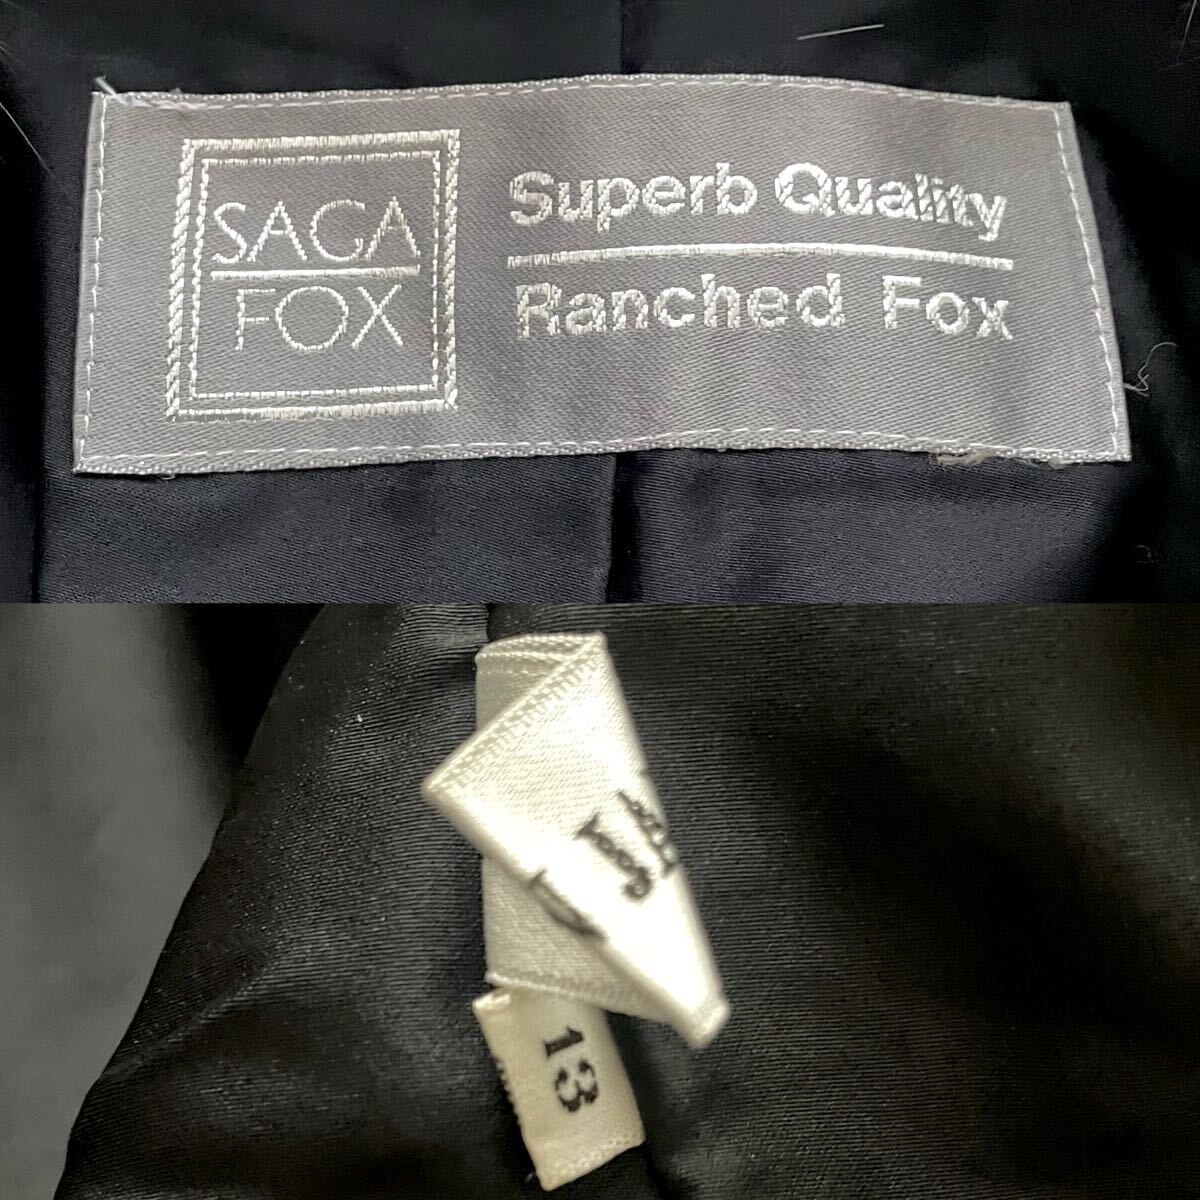 SAGA
FOX
Superb Quality
Ranched Fox
13